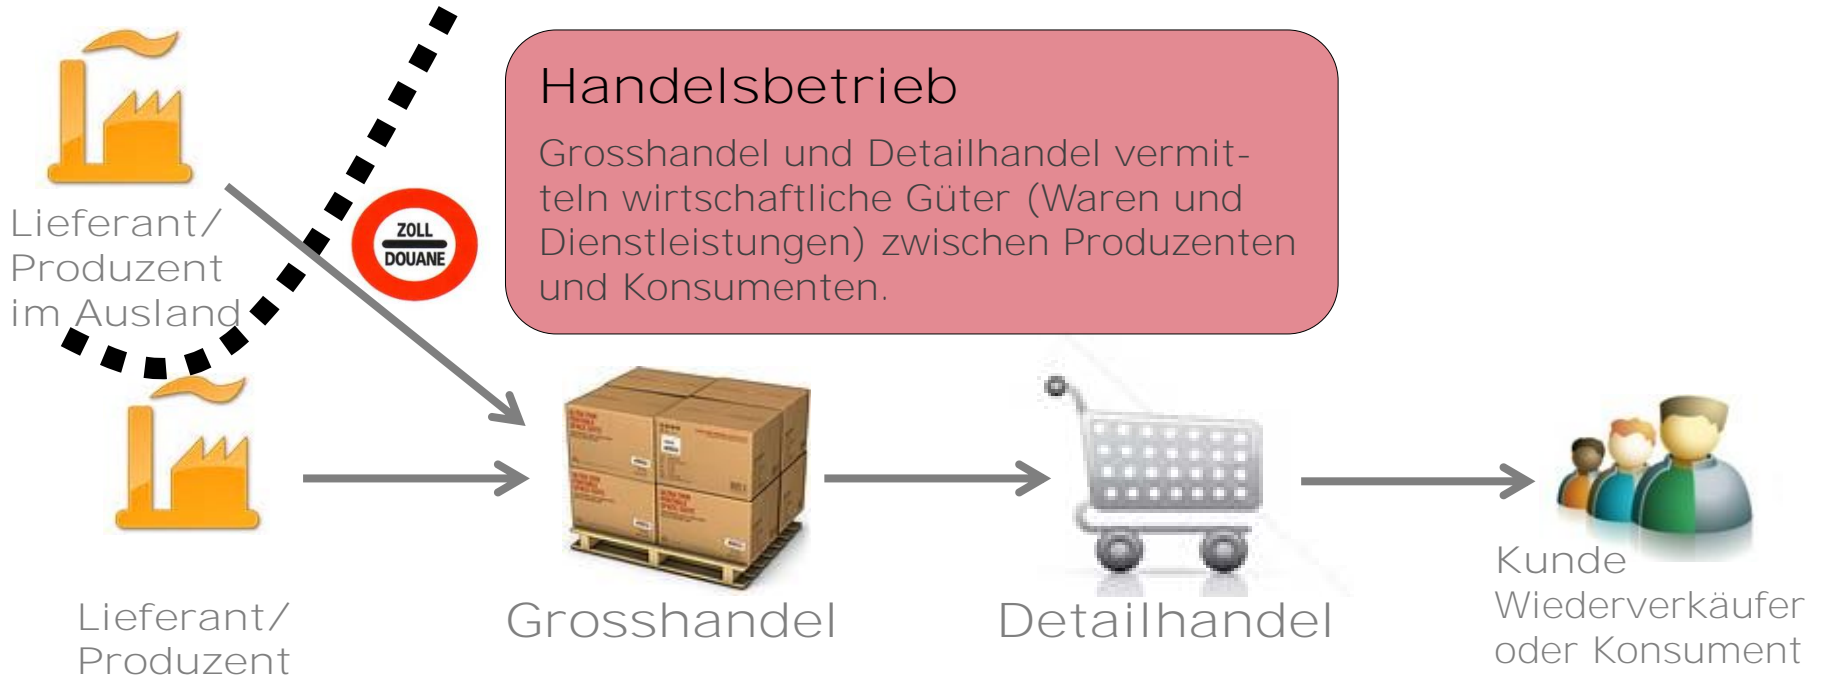 Handelsbetrieb
Grosshandel und Detailhandel vermit-
teln wirtschaftliche Güter (Waren und
Dienstleistungen) zwischen Produzenten
und Konsumenten.
Lieferant/
Produzent
im Ausland
ZOLL
DOUANE
Lieferant/
Produzent
Grosshandel
Detailhandel
Kunde
Wiederverkäufer
oder Konsument